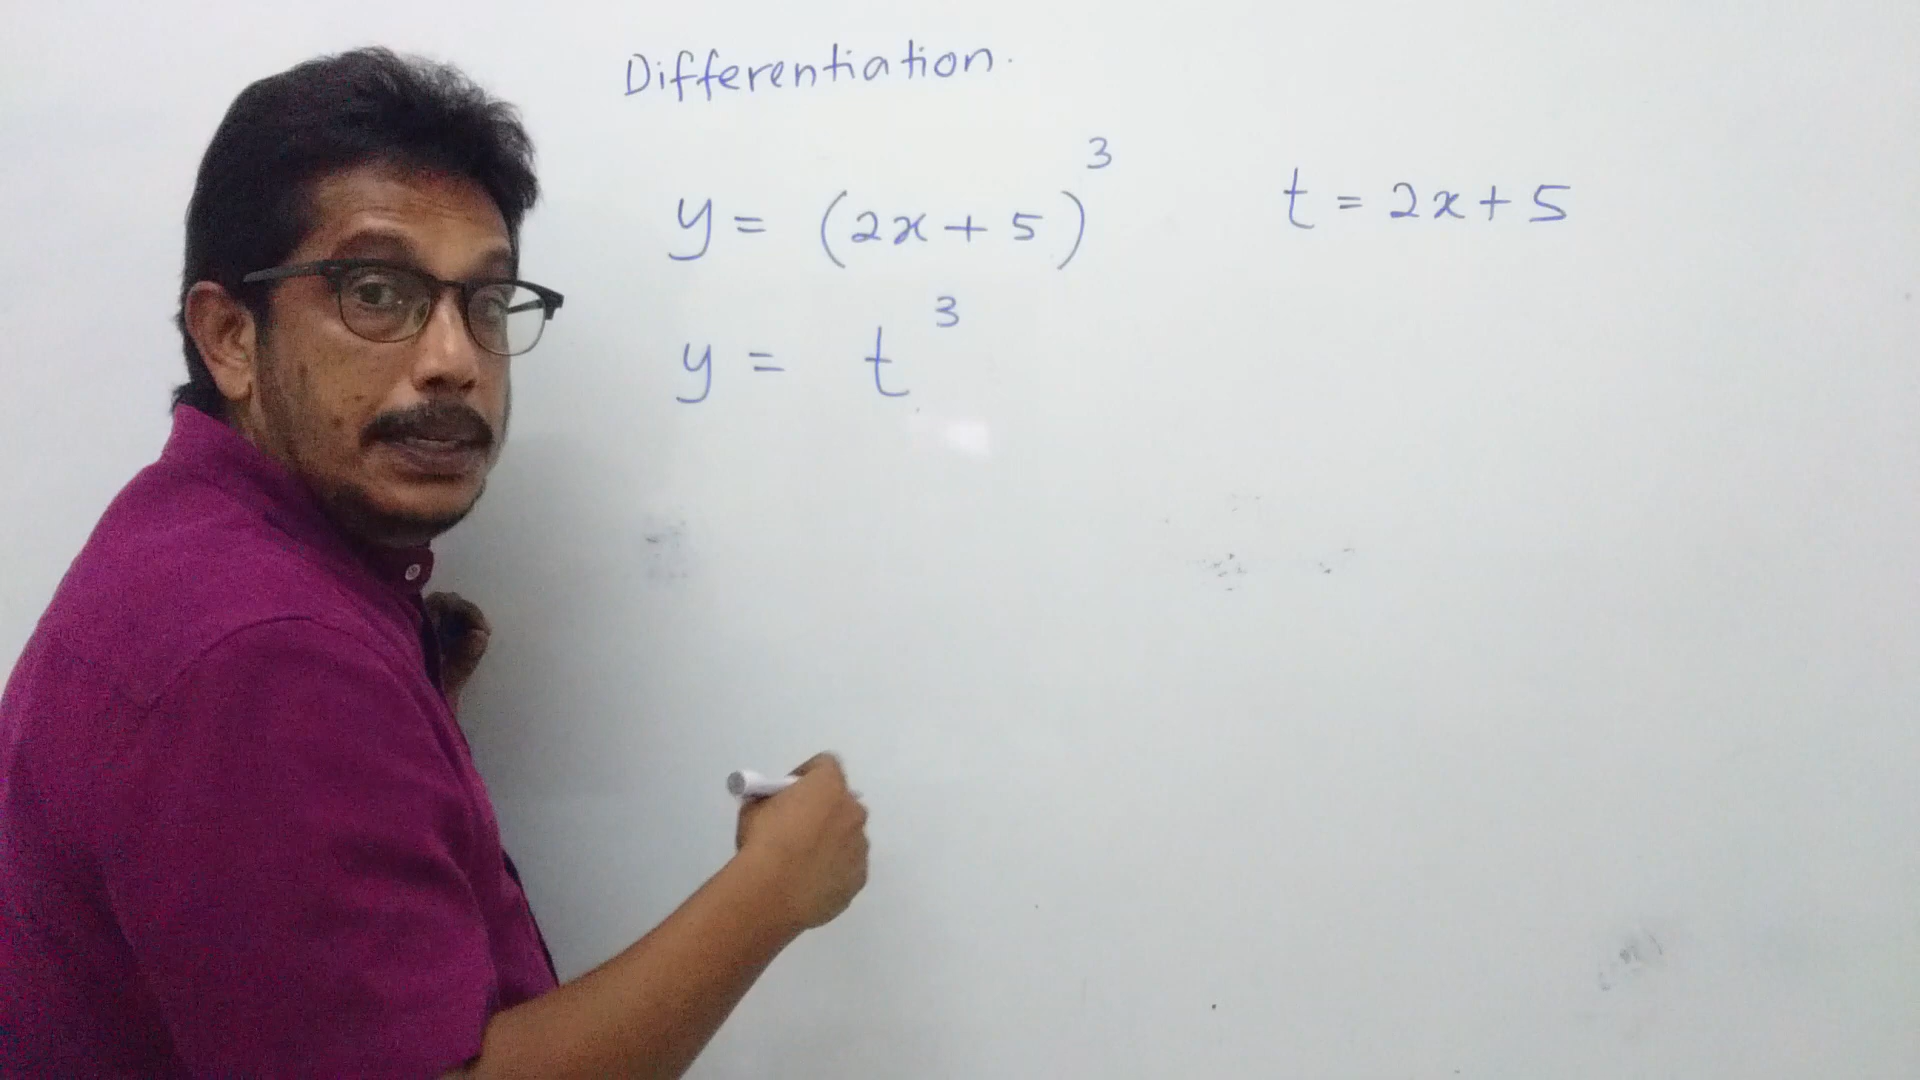 Differentiation.
y = (2x + 5)³
t = 2x + 5
y = t³